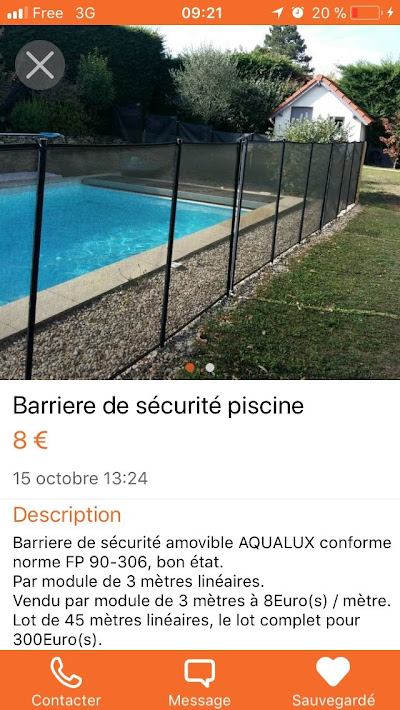 Free 3G 09:21 20 %
Barriere de sécurité piscine
8 €
15 octobre 13:24
Description
Barriere de sécurité amovible AQUALUX conforme
norme FP 90-306, bon état.
Par module de 3 mètres linéaires.
Vendu par module de 3 mètres à 8Euro(s) / mètre.
Lot de 45 mètres linéaires, le lot complet pour
300Euro(s).
Contacter Message Sauvegardé